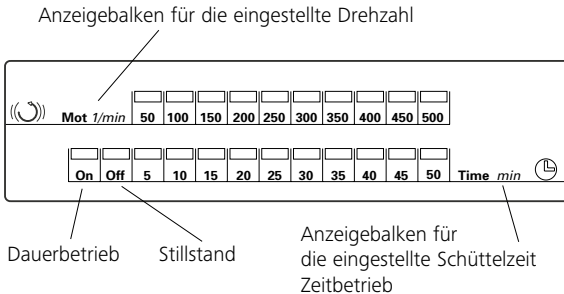 Anzeigebalken für die eingestellte Drehzahl
Mot 1/min 50 100 150 200 250 300 350 400 450 500
On Off 5 10 15 20 25 30 35 40 45 50 Time min
Dauerbetrieb
Stillstand
Anzeigebalken für
die eingestellte Schüttelzeit
Zeitbetrieb